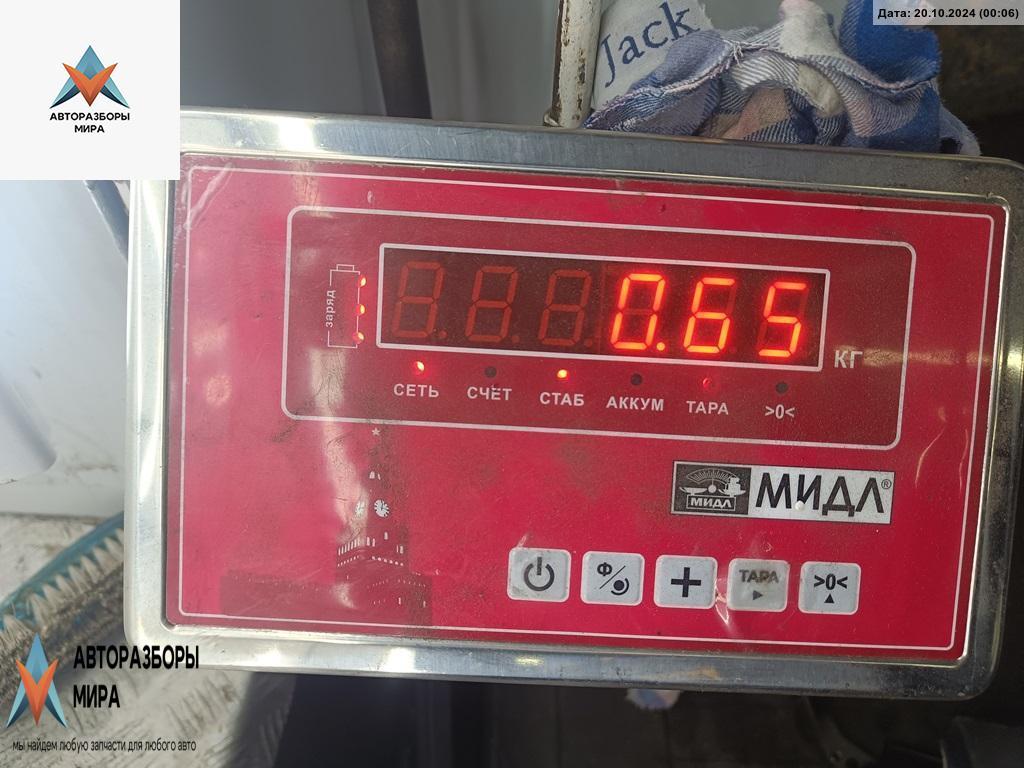 Дата: 20.10.2024 (00:06)
Jack
АВТОРАЗБОРЫ
МИРА
заряд
0.65
КГ
СЕТЬ СЧЁТ СТАБ АККУМ ТАРА >0<
МИДЛ МИДЛ®
Ф ТАРА >0<
АВТОРАЗБОРЫ
МИРА
мы найдем любую запчасти для любого авто